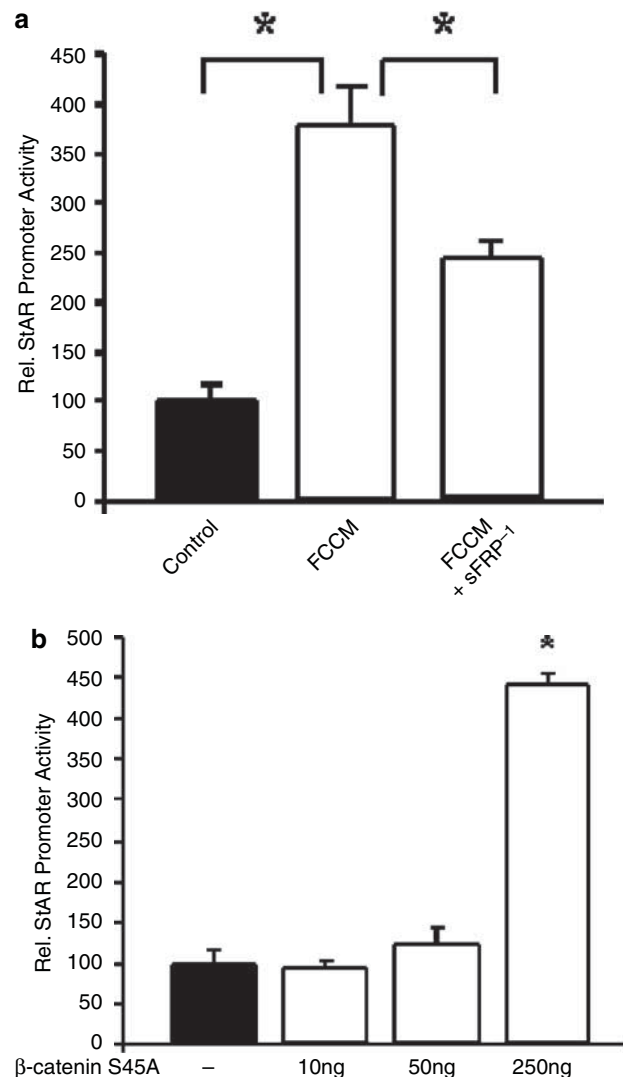 a
*
*
450
400
350
300
250
200
150
100
50
0
Rel. StAR Promoter Activity
Control
FCCM
FCCM
+ sFRP–1
b
500
450
400
350
300
250
200
150
100
50
0
Rel. StAR Promoter Activity
*
β-catenin S45A – 10ng 50ng 250ng